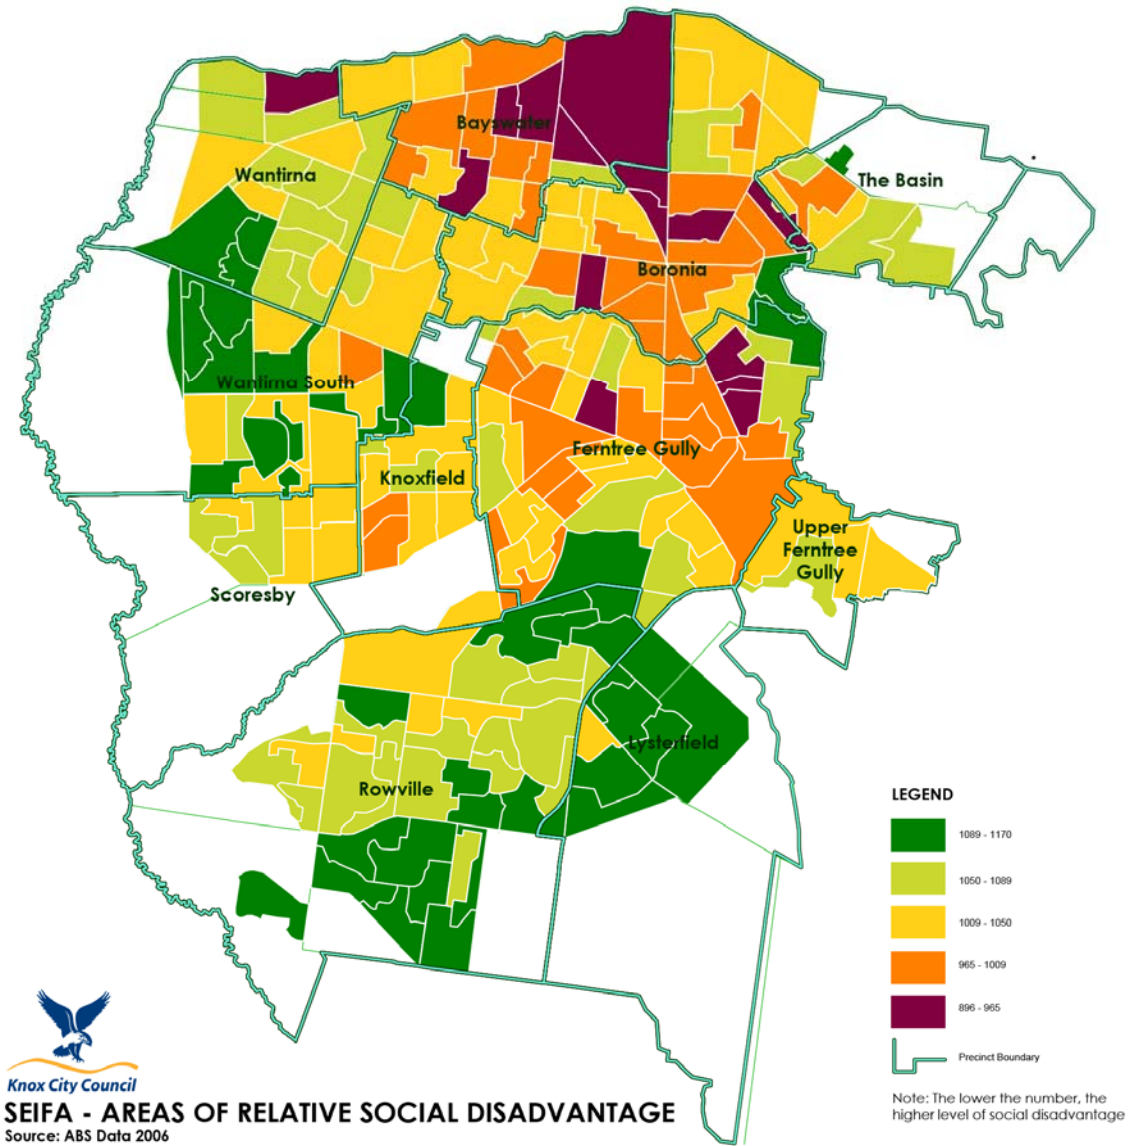 Bayswater
Wantirna
The Basin
Boronia
Wantirna South
Ferntree Gully
Knoxfield
Upper
Ferntree
Gully
Scoresby
Lysterfield
Rowville
LEGEND
1089 - 1170
1050 - 1089
1009 - 1050
965 - 1009
896 - 965
Precinct Boundary
Note: The lower the number, the
higher level of social disadvantage
Knox City Council
SEIFA - AREAS OF RELATIVE SOCIAL DISADVANTAGE
Source: ABS Data 2006